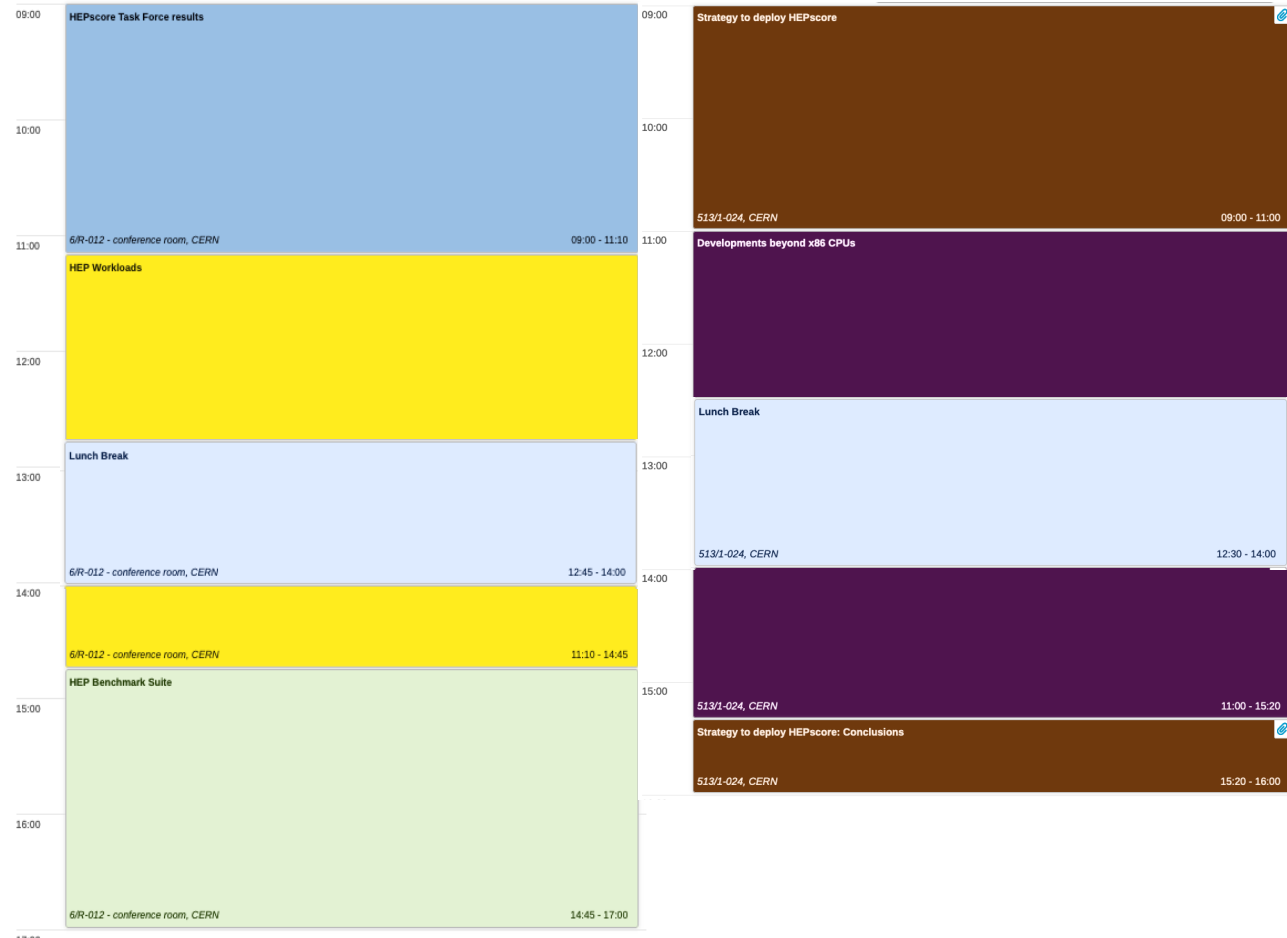 09:00
HEPscore Task Force results
10:00
11:00
6/R-012 - conference room, CERN
09:00 - 11:10
HEP Workloads
12:00
Lunch Break
13:00
6/R-012 - conference room, CERN
12:45 - 14:00
14:00
6/R-012 - conference room, CERN
11:10 - 14:45
HEP Benchmark Suite
15:00
16:00
6/R-012 - conference room, CERN
14:45 - 17:00
09:00
Strategy to deploy HEPscore
10:00
513/1-024, CERN
09:00 - 11:00
11:00
Developments beyond x86 CPUs
12:00
Lunch Break
13:00
513/1-024, CERN
12:30 - 14:00
14:00
15:00
513/1-024, CERN
11:00 - 15:20
Strategy to deploy HEPscore: Conclusions
513/1-024, CERN
15:20 - 16:00